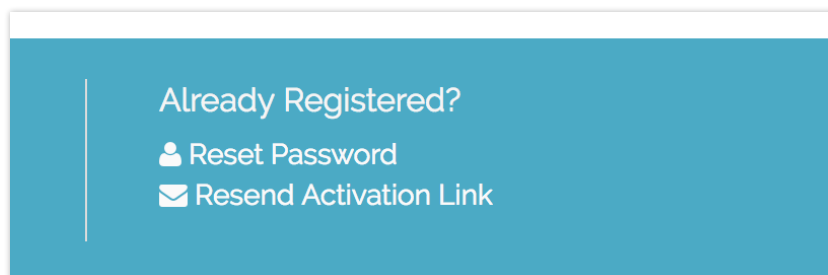 Already Registered?
Reset Password
Resend Activation Link